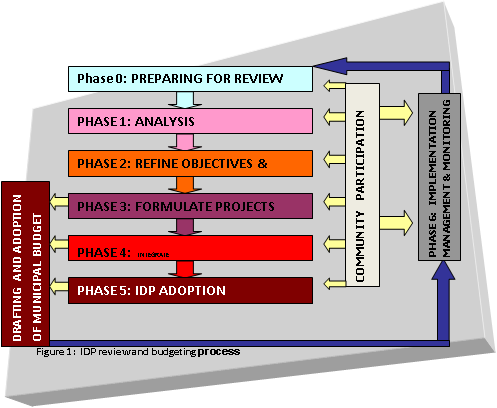 Phase 0: PREPARING FOR REVIEW
PHASE 1: ANALYSIS
PHASE 2: REFINE OBJECTIVES &
PHASE 3: FORMULATE PROJECTS
PHASE 4: INTEGRATE
PHASE 5: IDP ADOPTION
COMMUNITY PARTICIPATION
PHASE 6: IMPLEMENTATION
MANAGEMENT & MONITORING
DRAFTING AND ADOPTION
OF MUNICIPAL BUDGET
Figure 1: IDP review and budgeting process